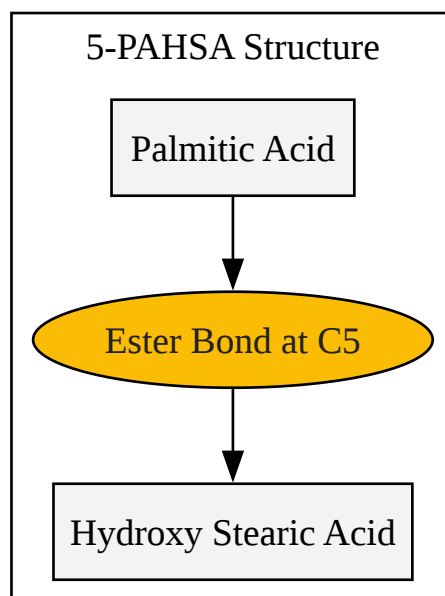 5-PAHSA Structure
Palmitic Acid
Ester Bond at C5
Hydroxy Stearic Acid